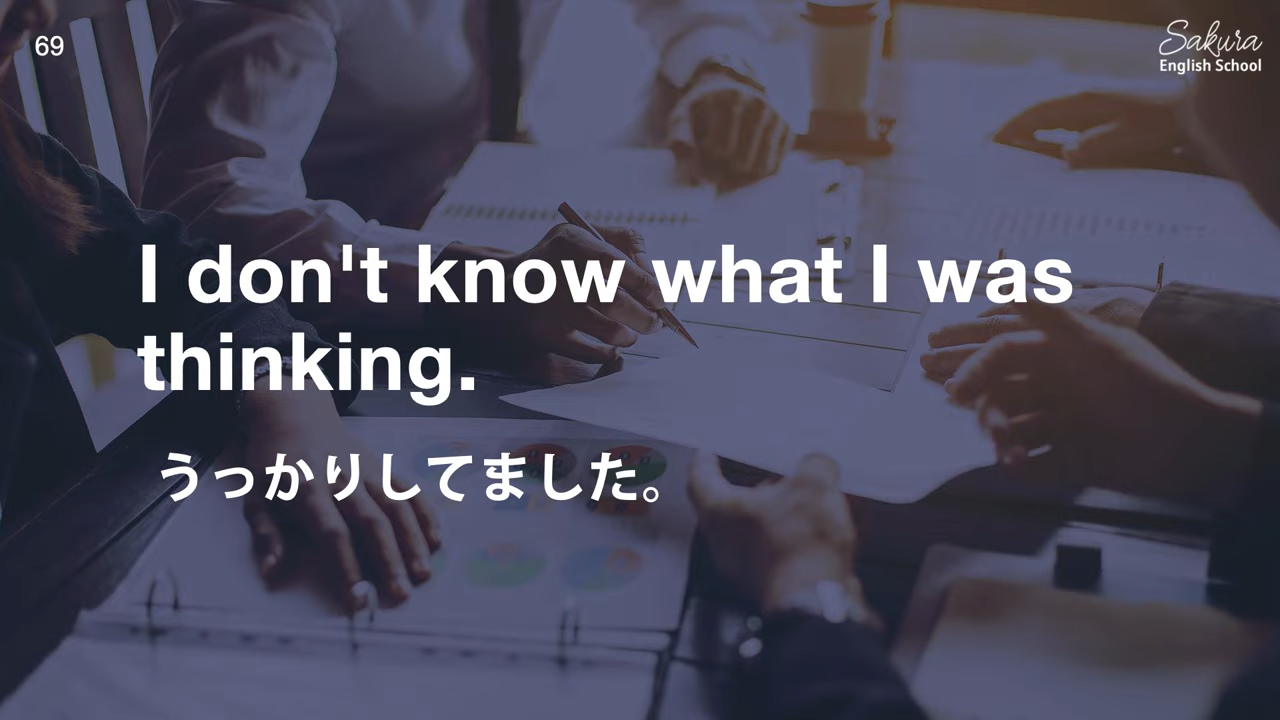 69
Sakura
English School
I don't know what I was
thinking.
うっかりしてました。